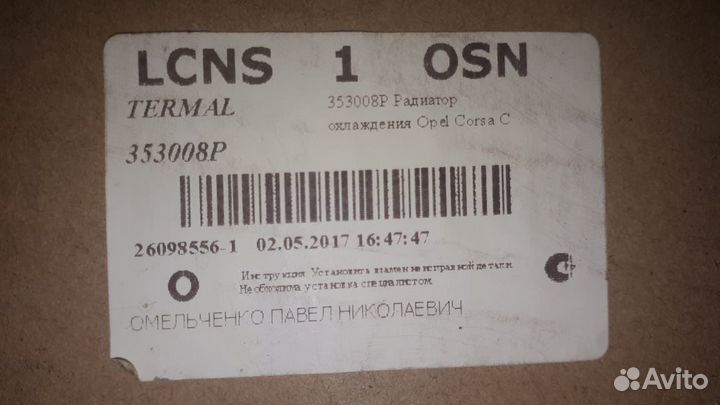 LCNS 1 OSN
TERMAL
353008P Радиатор
охлаждения Opel Corsa C
353008P
26098556-1 02.05.2017 16:47:47
O
Инструкция. Установить взамен неисправной детали.
Необходима установка специалистом.
ОМЕЛЬЧЕНКО ПАВЕЛ НИКОЛАЕВИЧ
Avito